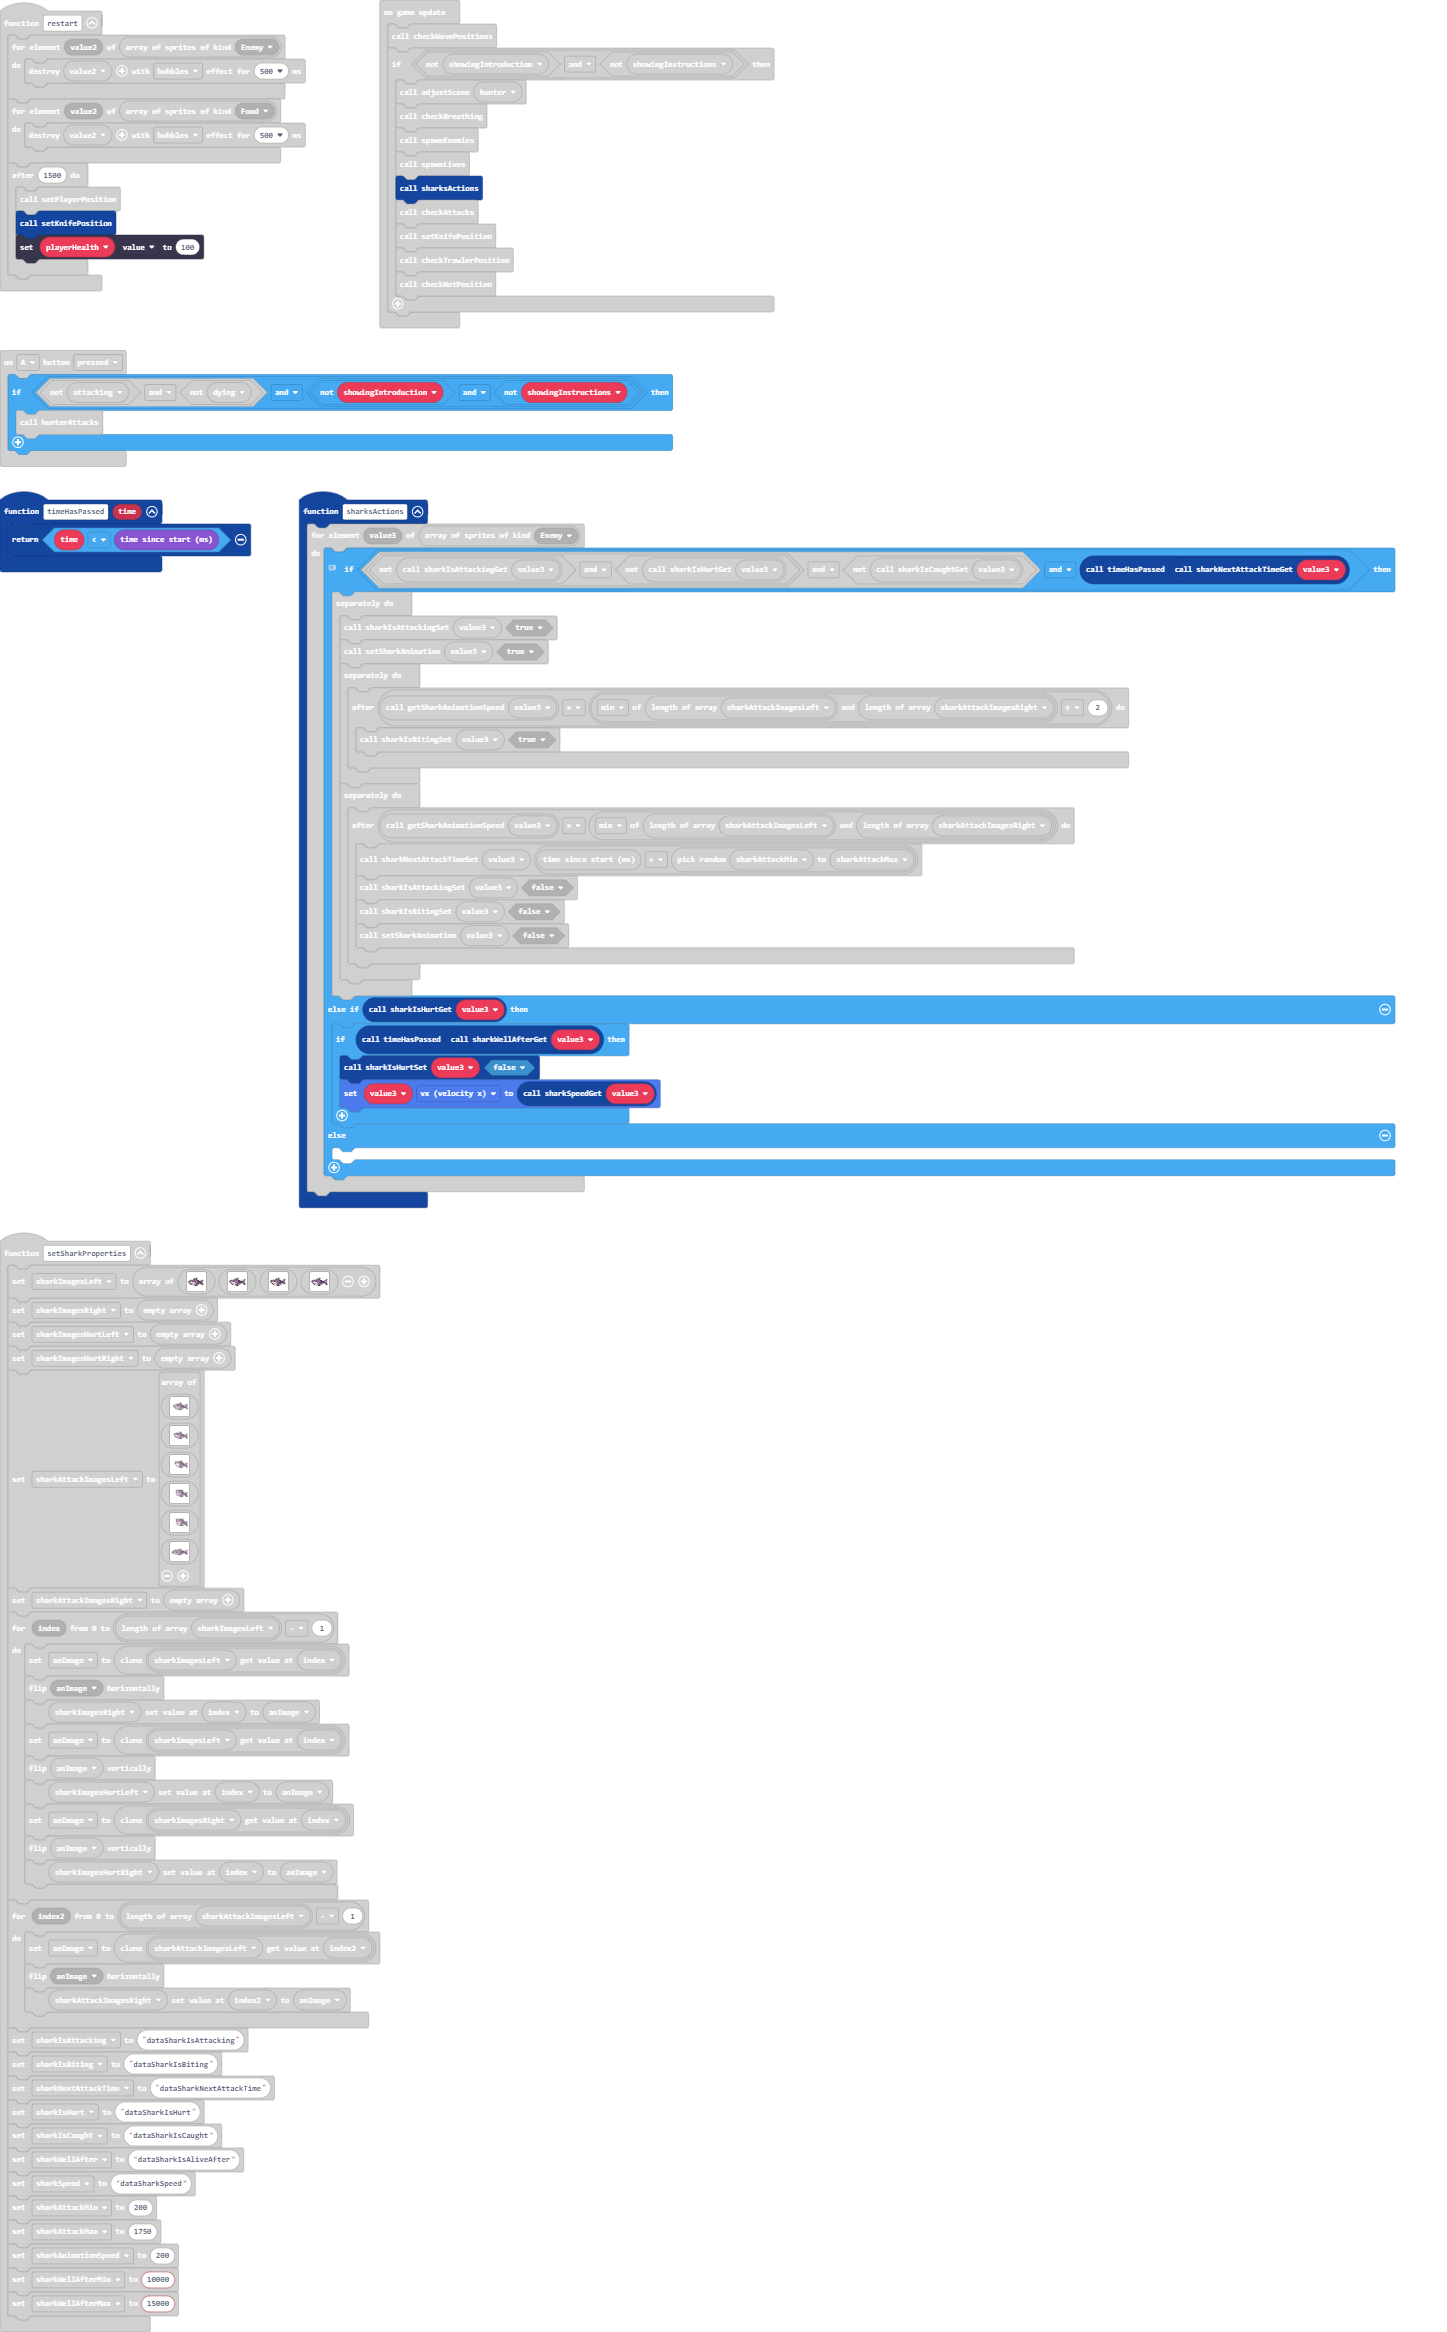 function restart
for element value2 of array of sprites of kind Enemy
do
destroy value2 with bubbles effect for 500 ms
for element value2 of array of sprites of kind Food
do
destroy value2 with bubbles effect for 500 ms
after 1500 do
call setPlayerPosition
call setKnifePosition
set playerHealth value to 100
on game update
call checkWavePositions
if not showingIntroduction and not showingInstructions then
call adjustScene hunter
call checkBreathing
call spawnEnemies
call spawnLives
call sharksActions
call checkAttacks
call setKnifePosition
call checkTrawlerPosition
call checkNetPosition
on A button pressed
if not attacking and not dying and not showingIntroduction and not showingInstructions then
call hunterAttacks
function timeHasPassed time
return time < time since start (ms)
function sharksActions
for element value3 of array of sprites of kind Enemy
do
if not call sharkIsAttackingGet value3 and not call sharkIsHurtGet value3 and not call sharkIsCaughtGet value3 and call timeHasPassed call sharkNextAttackTimeGet value3 then
separately do
call sharkIsAttackingSet value3 true
call setSharkAnimation value3 true
separately do
after call getSharkAnimationSpeed value3 × min of length of array sharkAttackImagesLeft and length of array sharkAttackImagesRight ÷ 2 do
call sharkIsBitingSet value3 true
separately do
after call getSharkAnimationSpeed value3 × min of length of array sharkAttackImagesLeft and length of array sharkAttackImagesRight do
call sharkNextAttackTimeSet value3 time since start (ms) + pick random sharkAttackMin to sharkAttackMax
call sharkIsAttackingSet value3 false
call sharkIsBitingSet value3 false
call setSharkAnimation value3 false
else if call sharkIsHurtGet value3 then
if call timeHasPassed call sharkWellAfterGet value3 then
call sharkIsHurtSet value3 false
set value3 vx (velocity x) to call sharkSpeedGet value3
else
function setSharkProperties
set sharkImagesLeft to array of
set sharkImagesRight to empty array
set sharkImagesHurtLeft to empty array
set sharkImagesHurtRight to empty array
array of
set sharkAttackImagesLeft to
set sharkAttackImagesRight to empty array
for index from 0 to length of array sharkImagesLeft - 1
do
set anImage to clone sharkImagesLeft get value at index
flip anImage horizontally
sharkImagesRight set value at index to anImage
set anImage to clone sharkImagesLeft get value at index
flip anImage vertically
sharkImagesHurtLeft set value at index to anImage
set anImage to clone sharkImagesRight get value at index
flip anImage vertically
sharkImagesHurtRight set value at index to anImage
for index2 from 0 to length of array sharkAttackImagesLeft - 1
do
set anImage to clone sharkAttackImagesLeft get value at index2
flip anImage horizontally
sharkAttackImagesRight set value at index2 to anImage
set sharkIsAttacking to "dataSharkIsAttacking"
set sharkIsBiting to "dataSharkIsBiting"
set sharkNextAttackTime to "dataSharkNextAttackTime"
set sharkIsHurt to "dataSharkIsHurt"
set sharkIsCaught to "dataSharkIsCaught"
set sharkWellAfter to "dataSharkIsAliveAfter"
set sharkSpeed to "dataSharkSpeed"
set sharkAttackMin to 200
set sharkAttackMax to 1750
set sharkAnimationSpeed to 200
set sharkWellAfterMin to 10000
set sharkWellAfterMax to 15000